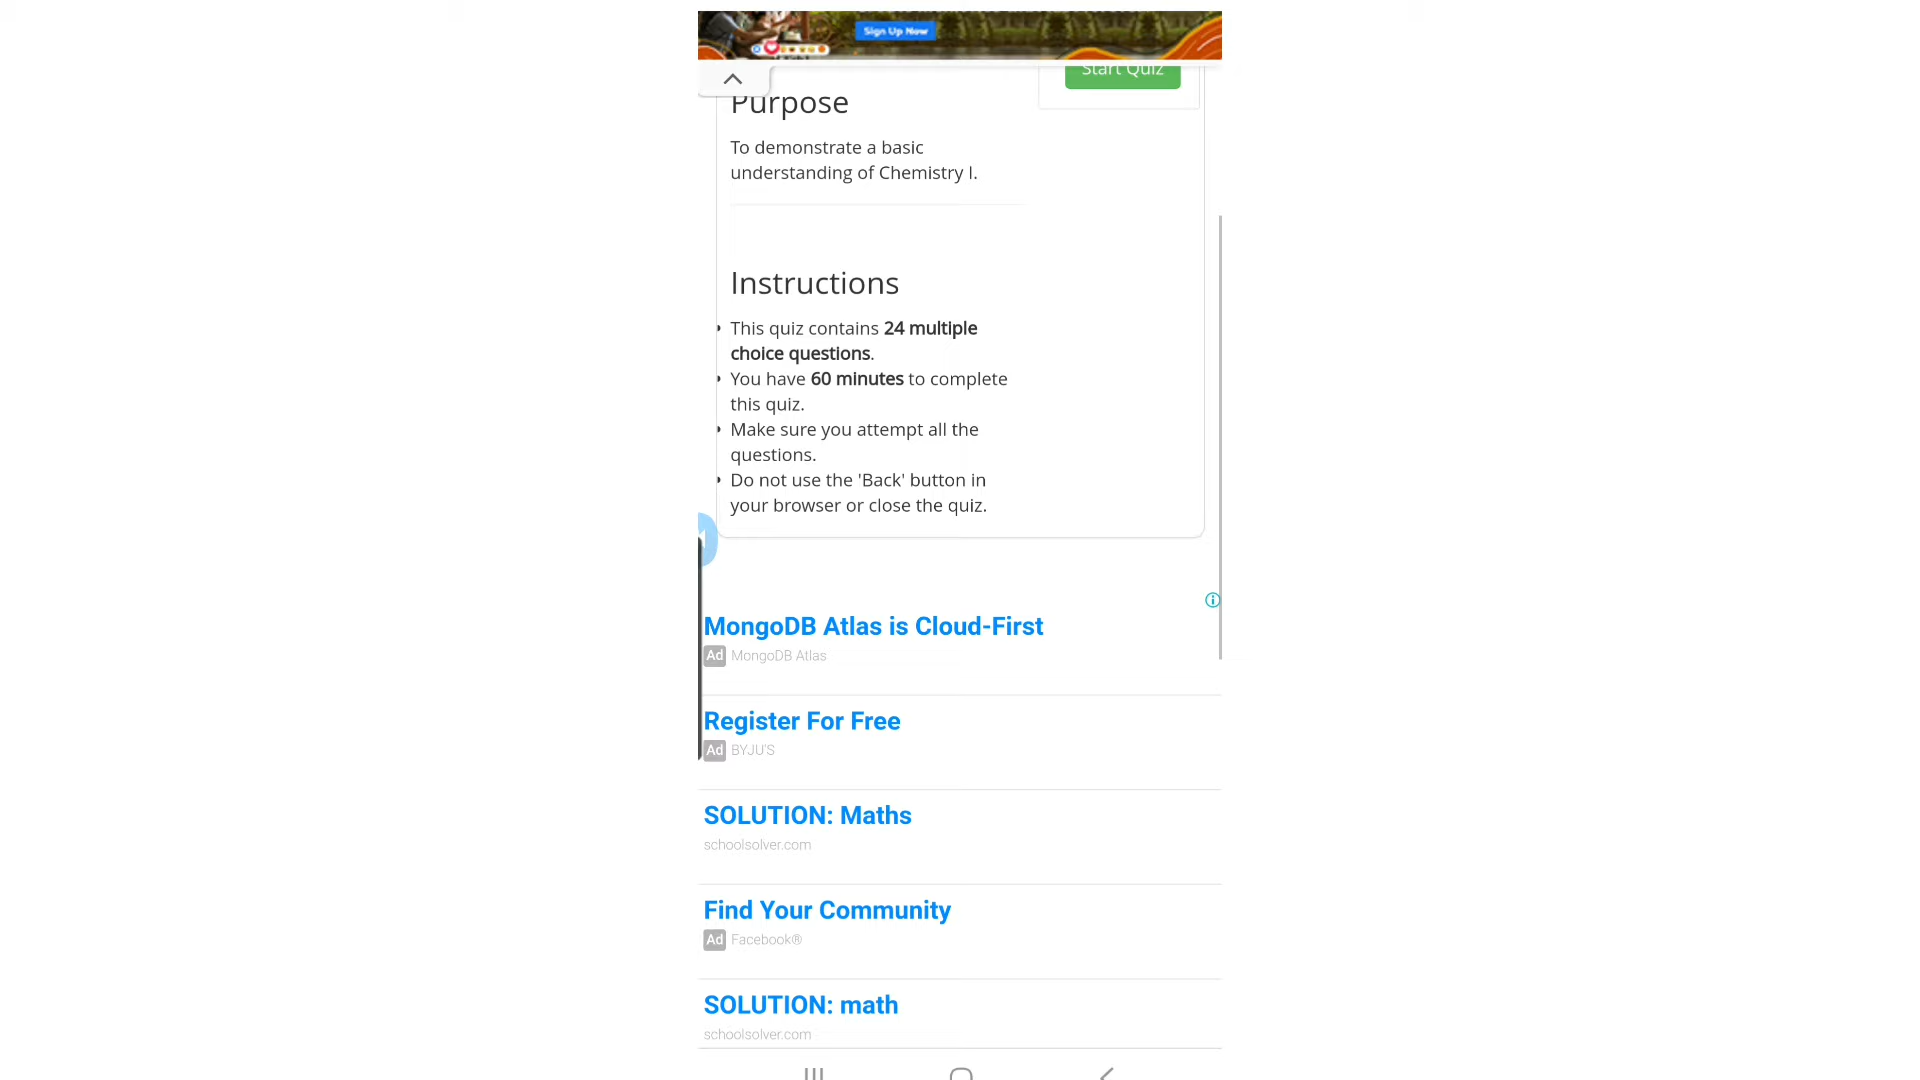 Sign Up Now
Start Quiz
Purpose
To demonstrate a basic
understanding of Chemistry I.
Instructions
This quiz contains 24 multiple
choice questions.
You have 60 minutes to complete
this quiz.
Make sure you attempt all the
questions.
Do not use the 'Back' button in
your browser or close the quiz.
MongoDB Atlas is Cloud-First
Ad MongoDB Atlas
Register For Free
Ad BYJU'S
SOLUTION: Maths
schoolsolver.com
Find Your Community
Ad Facebook®
SOLUTION: math
schoolsolver.com